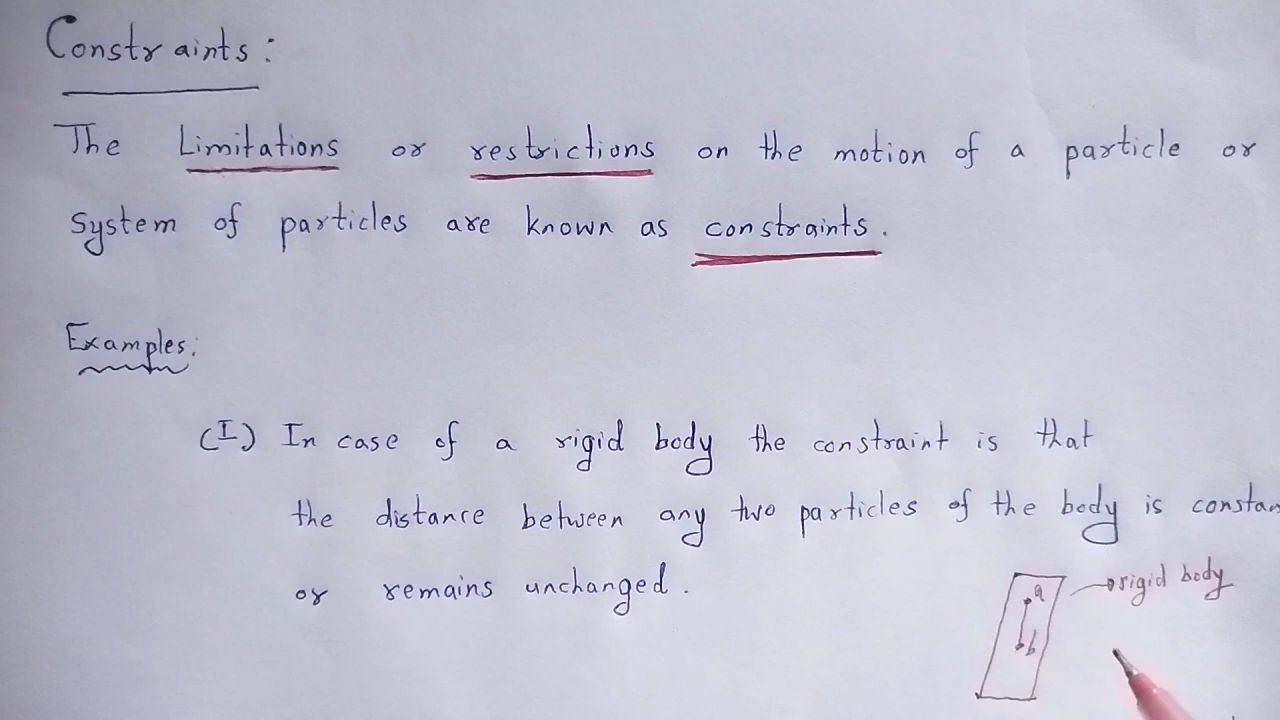 Constraints:
The Limitations or restrictions on the motion of a particle or
System of particles are known as constraints.
Examples:
(I) In case of a rigid body the constraint is that
the distance between any two particles of the body is constan
or remains unchanged.
a
rigid body
b